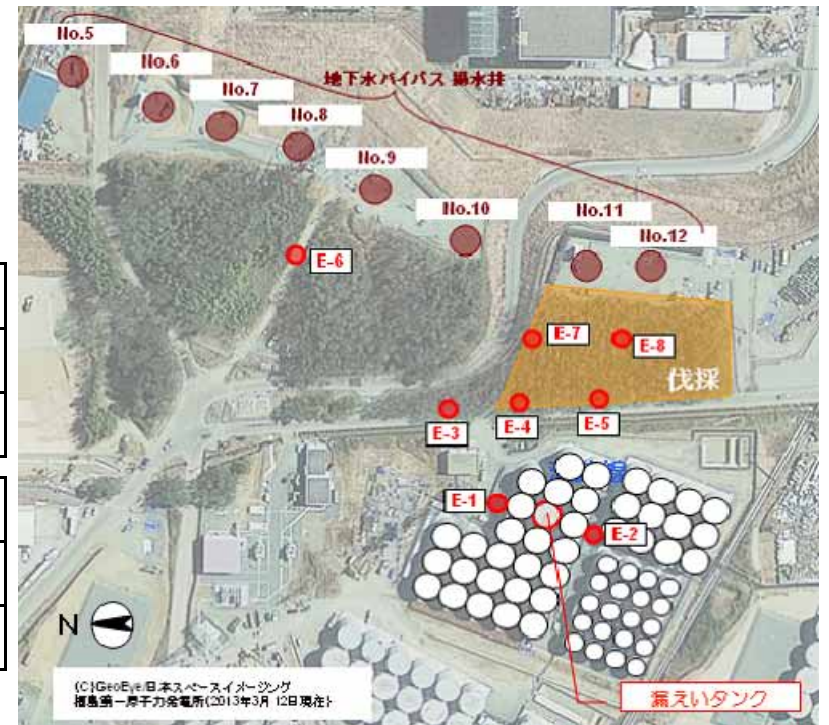 No.5
No.6
No.7
地下水バイパス 揚水井
No.8
No.9
No.10
No.11
No.12
E-6
E-7
E-8
伐採
E-3
E-4
E-5
E-1
E-2
N
漏えいタンク
(C)GeoEye/日本スペースイメージング
福島第一原子力発電所(2013年3月12日現在)